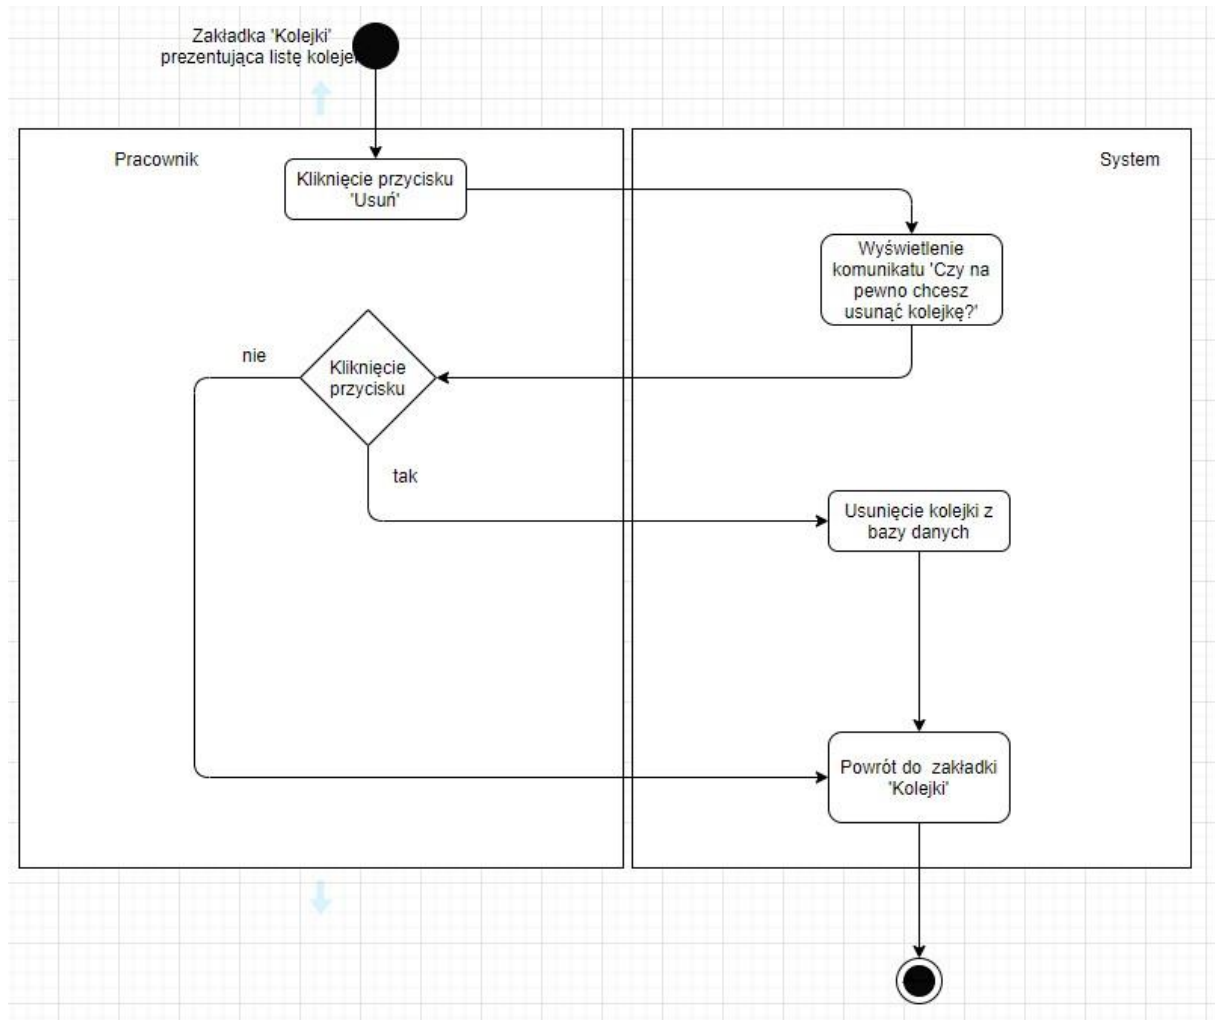 Zakładka 'Kolejki'
prezentująca listę kolejek
Pracownik
System
Kliknięcie przycisku
'Usuń'
Wyświetlenie
komunikatu 'Czy na
pewno chcesz
usunąć kolejkę?'
nie
Kliknięcie
przycisku
tak
Usunięcie kolejki z
bazy danych
Powrót do zakładki
'Kolejki'